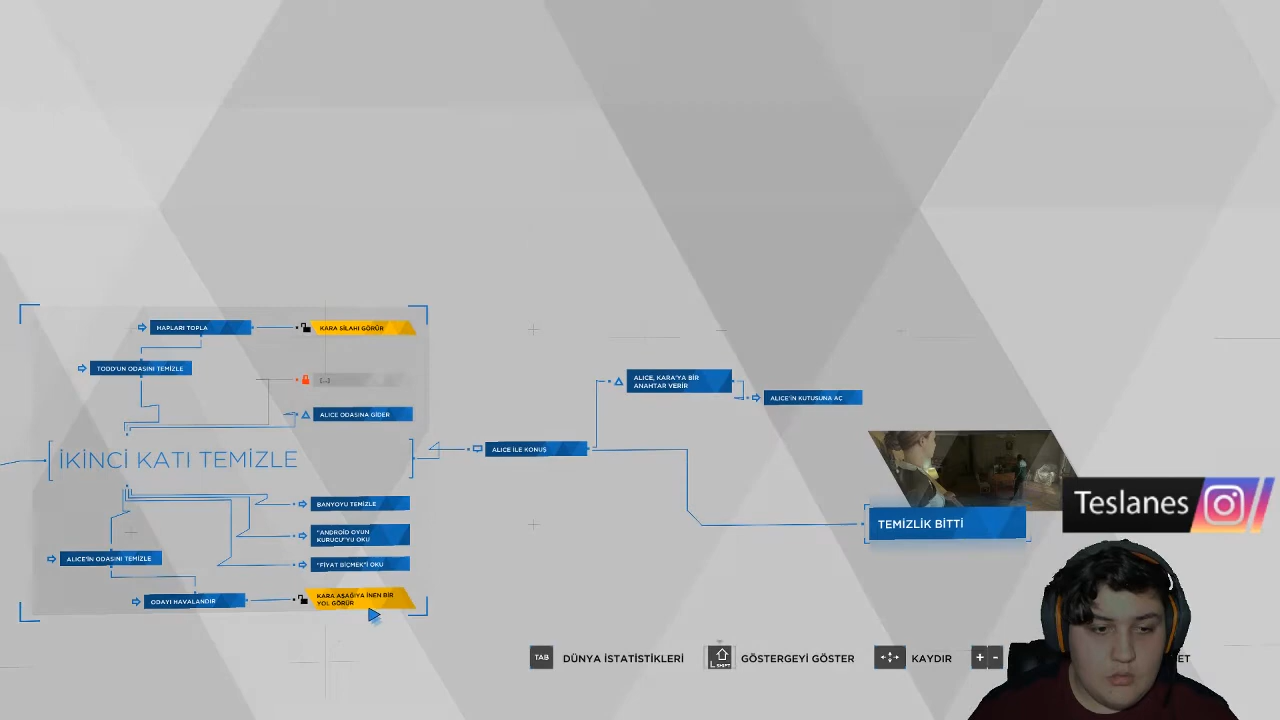 HAPLARI TOPLA
KARA SİLAHI GÖRÜR
TODD'UN ODASINI TEMİZLE
ALICE ODASINA GİDER
İKİNCİ KATI TEMİZLE
BANYOYU TEMİZLE
"ANDROİD OYUN
KURUCU"YU OKU
ALICE'İN ODASINI TEMİZLE
"FİYAT BİÇMEK"İ OKU
ODAYI HAVALANDIR
KARA AŞAĞIYA İNEN BİR
YOL GÖRÜR
ALICE İLE KONUŞ
ALICE, KARA'YA BİR
ANAHTAR VERİR
ALICE'İN KUTUSUNA AÇ
TEMİZLİK BİTTİ
Teslanes
TAB DÜNYA İSTATİSTİKLERİ
L SHIFT GÖSTERGEYİ GÖSTER
KAYDIR
+ -
ET